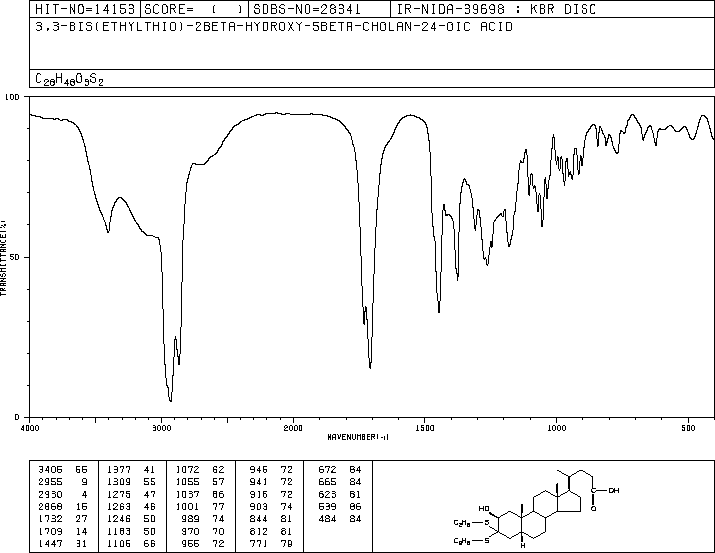 HIT-NO=14153 SCORE= ( ) SDBS-NO=28341 IR-NIDA-39698 : KBR DISC
3,3-BIS(ETHYLTHIO)-2BETA-HYDROXY-5BETA-CHOLAN-24-OIC ACID
C28H48O3S2
100
50
0
TRANSMITTANCE(%)
4000 3000 2000 1500 1000 500
WAVENUMBER(-1)
3406 66 1377 41 1072 62 946 72 672 84
2955 9 1309 55 1055 57 941 72 665 84
2930 4 1275 47 1037 66 916 72 623 81
2868 15 1263 46 1001 77 903 74 539 86
1732 27 1246 50 989 74 844 81 484 84
1709 14 1183 50 970 70 812 81
1447 31 1105 66 955 72 771 79
OH
O
HO
C2H5 S
C2H5 S
H